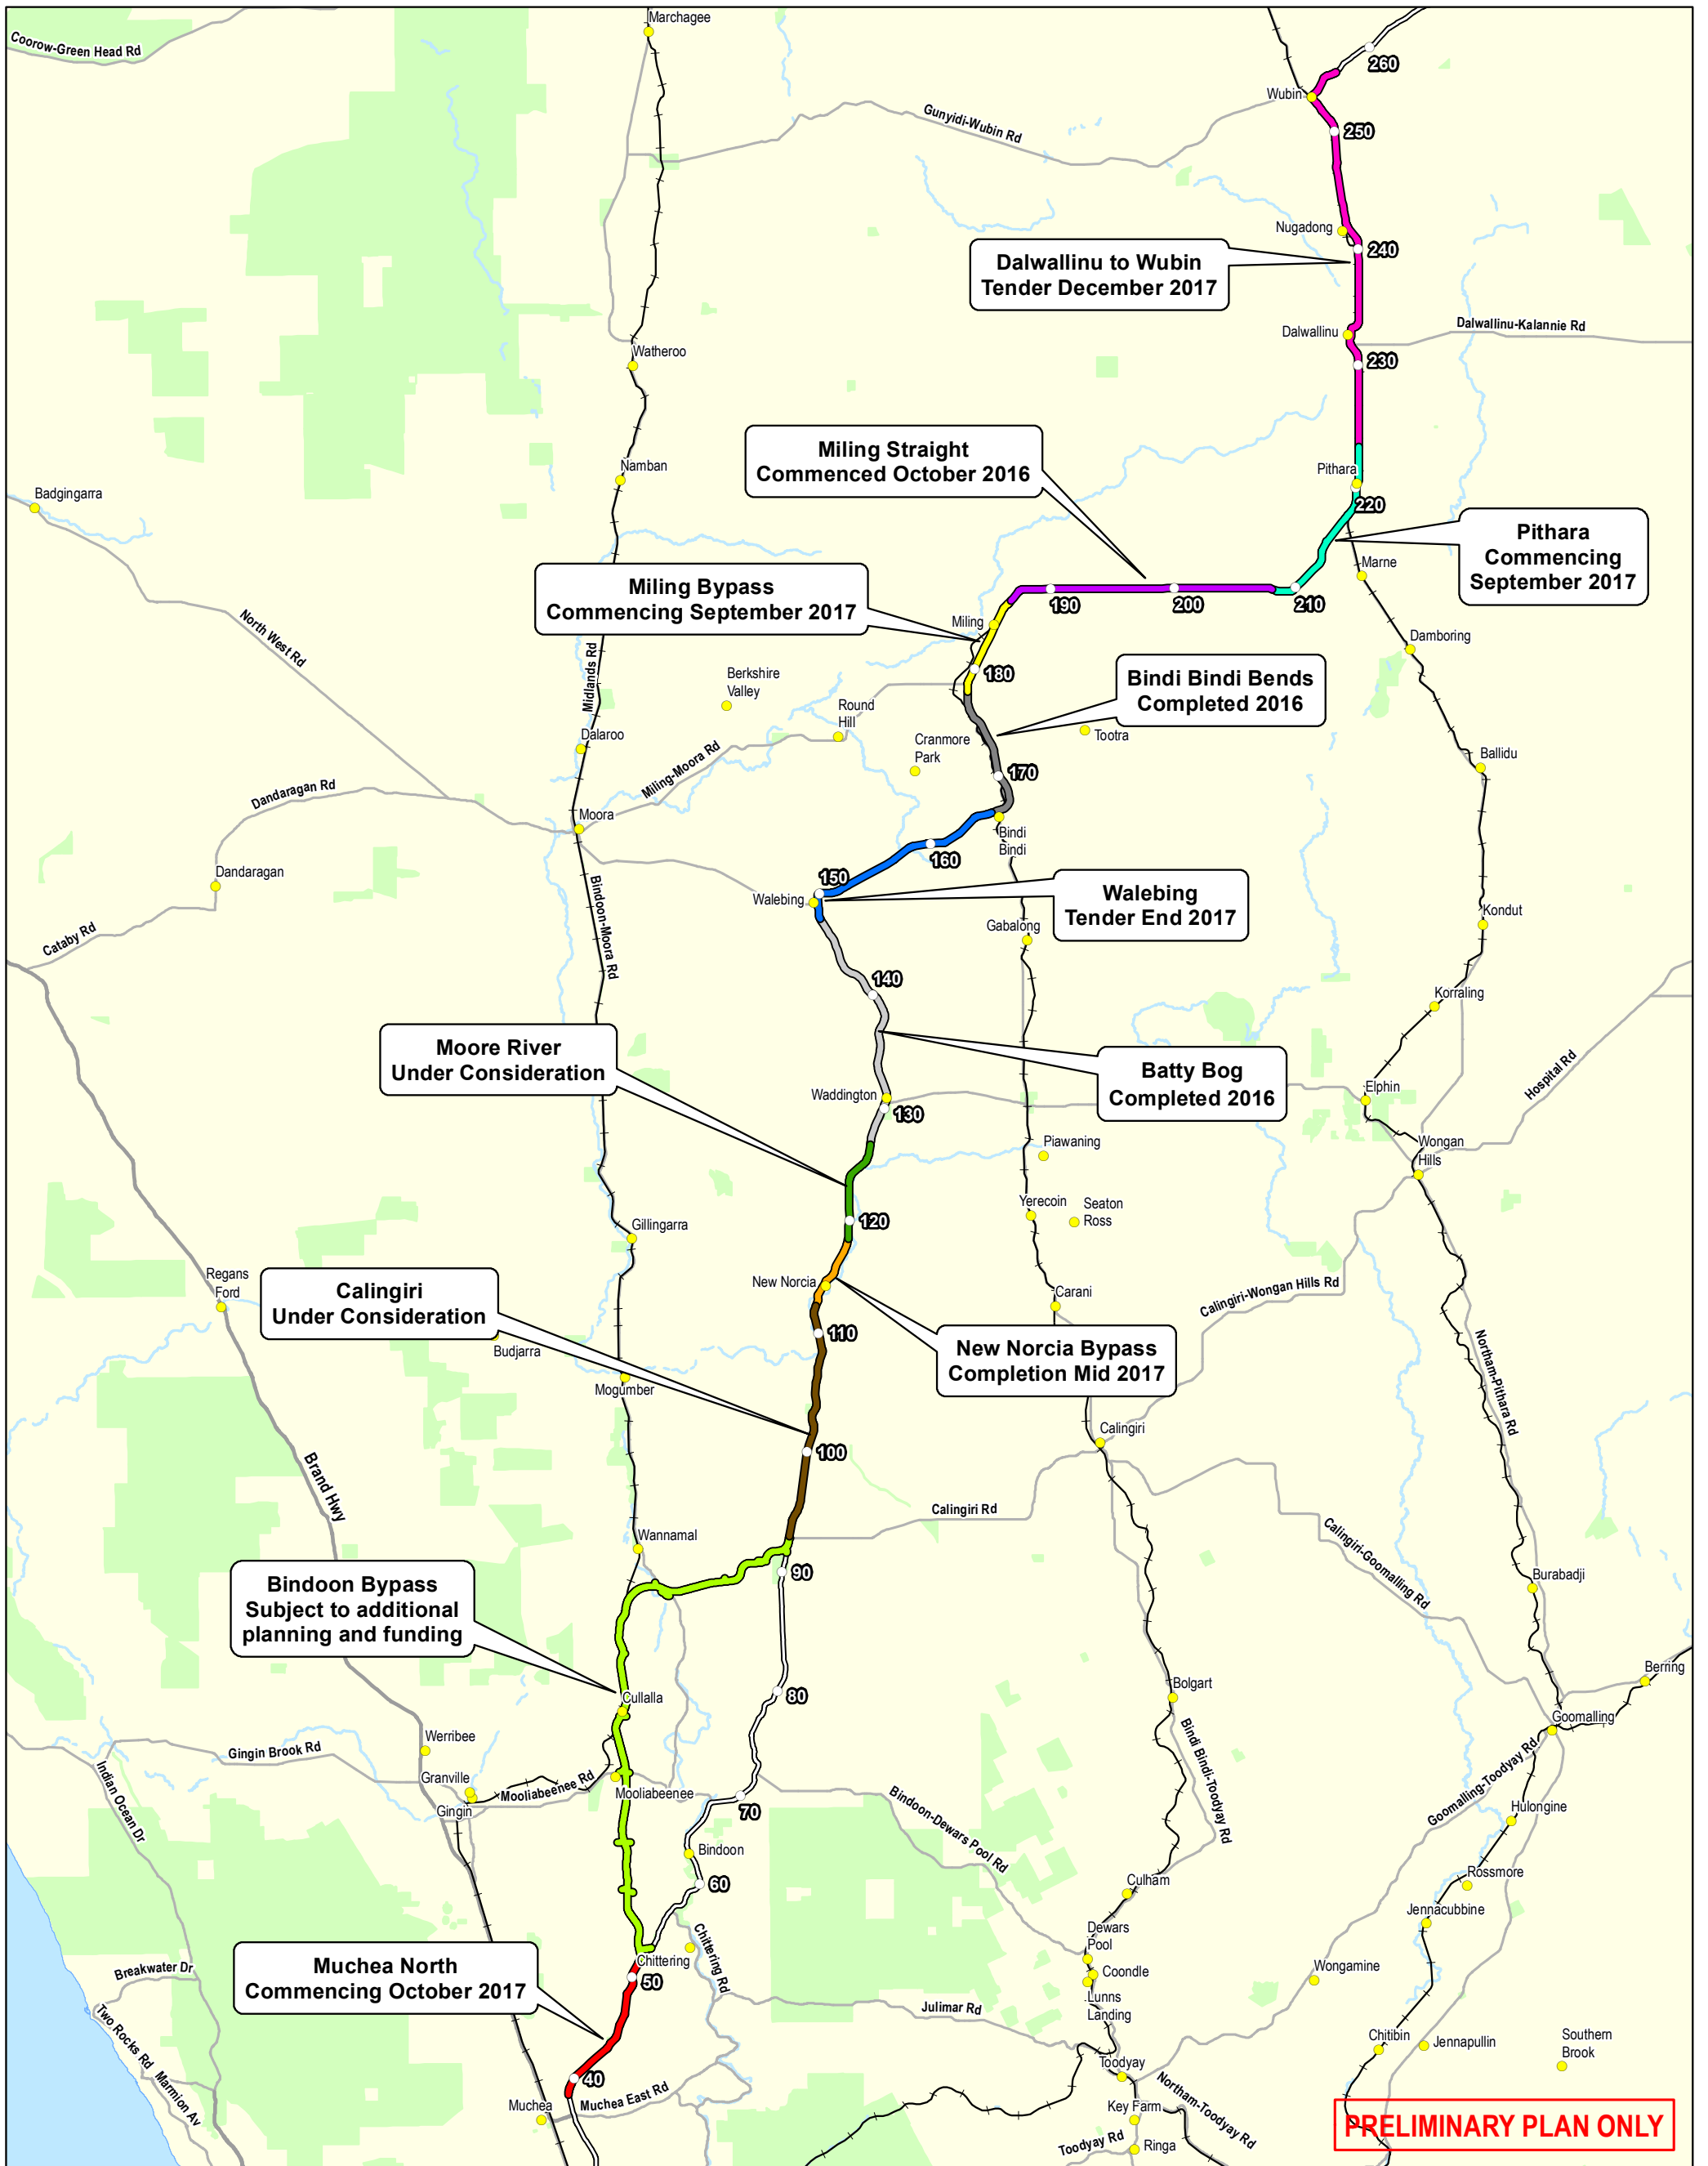 Marchagee
Coorow-Green Head Rd
260
Wubin
Gunyidi-Wubin Rd
250
Nugadong
240
Dalwallinu to Wubin
Tender December 2017
Dalwallinu
Dalwallinu-Kalannie Rd
230
Watheroo
Miling Straight
Commenced October 2016
Namban
Pithara
Badgingarra
220
Pithara
Commencing
September 2017
Marne
Miling Bypass
Commencing September 2017
190
200
210
Miling
North West Rd
Midlands Rd
Damboring
180
Bindi Bindi Bends
Completed 2016
Berkshire
Valley
Round
Hill
Tootra
Dalaroo
Cranmore
Park
Ballidu
Miling-Moora Rd
170
Dandaragan Rd
Moora
Bindi
Bindi
160
Dandaragan
150
Walebing
Walebing
Tender End 2017
Bindoon-Moora Rd
Kondut
Gabalong
Cataby Rd
140
Korraling
Moore River
Under Consideration
Batty Bog
Completed 2016
Hospital Rd
Elphin
Waddington
130
Piawaning
Wongan
Hills
Yerecoin
Seaton
Ross
120
Gillingarra
Regans
Ford
New Norcia
Calingiri
Under Consideration
Carani
Calingiri-Wongan Hills Rd
110
Budjarra
New Norcia Bypass
Completion Mid 2017
Northam-Pithara Rd
Mogumber
Calingiri
100
Brand Hwy
Calingiri Rd
Wannamal
Calingiri-Goomalling Rd
90
Burabadji
Bindoon Bypass
Subject to additional
planning and funding
Berring
Bolgart
80
Cullalla
Goomalling
Werribee
Gingin Brook Rd
Bindi Bindi-Toodyay Rd
Indian Ocean Dr
Granville
Mooliabeenee Rd
Mooliabeenee
Goomalling-Toodyay Rd
Gingin
70
Hulongine
Bindoon-Dewars Pool Rd
Bindoon
60
Culham
Rossmore
Jennacubbine
Dewars
Pool
Chittering Rd
Chittering
Muchea North
Commencing October 2017
Breakwater Dr
50
Coondle
Wongamine
Lunns
Landing
Julimar Rd
Two Rocks Rd
Chitibin
Jennapullin
Southern
Brook
Toodyay
40
Marmion Av
Muchea East Rd
Muchea
Northam-Toodyay Rd
Key Farm
PRELIMINARY PLAN ONLY
Toodyay Rd
Ringa